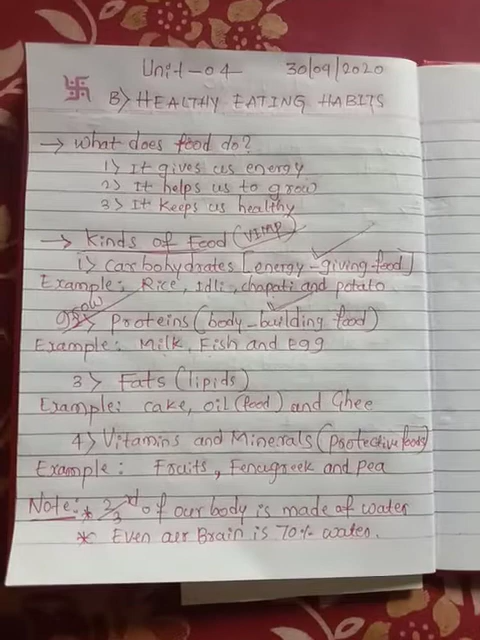 Unit-04 30/09/2020
B> HEALTHY EATING HABITS
→ What does food do?
1> It gives us energy
2> It helps us to grow
3> It keeps us healthy
→ Kinds of Food (VIMP)
1> carbohydrates [energy-giving food]
Example: Rice, Idli, chapati and potato
grow 2> Proteins (body-building food)
Example: Milk, Fish and Egg
3> Fats (lipids)
Example: cake, oil (food) and Ghee
4> Vitamins and Minerals (protective foods)
Example: Fruits, Fenugreek and pea
Note: * 2/3rd of our body is made of water
* Even our Brain is 70% water.